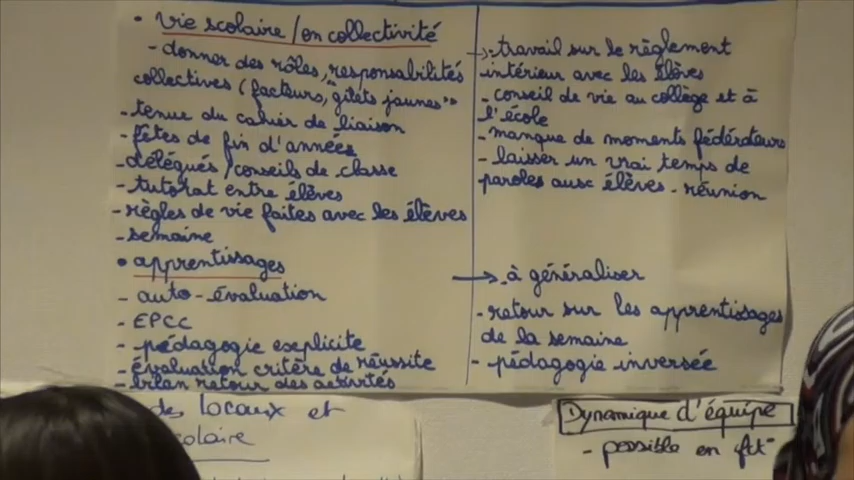 • vie scolaire / en collectivité
- donner des rôles, responsabilités
collectives (facteurs, "gilets jaunes"
- tenue du cahier de liaison
- fêtes de fin d'années
- délégués / conseils de classe
- tutorat entre élèves
- règles de vie faites avec les élèves
- semaine
• apprentissages
- auto-évaluation
- EPCC
- pédagogie explicite
- évaluation critère de réussite
- bilan retour des activités
→ - travail sur le règlement
intérieur avec les élèves
- conseil de vie au collège et à
l'école
- manque de moments fédérateurs
- laisser un vrai temps de
paroles aux élèves - réunion
→ - à généraliser
- retour sur les apprentissages
de la semaine
- pédagogie inversée
des locaux et
scolaire
Dynamique d'équipe
- possible en fct°